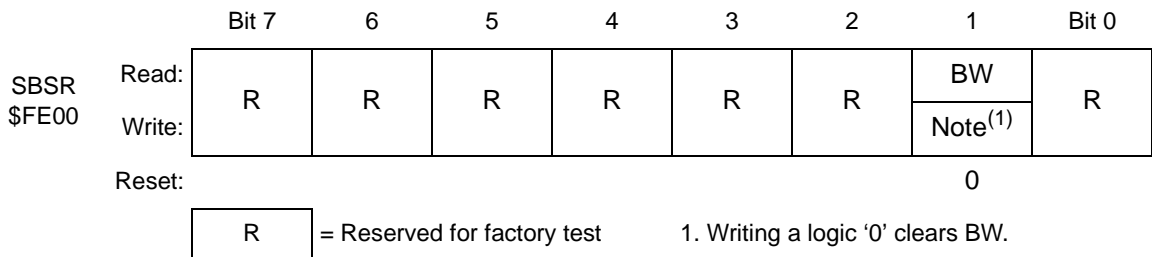 Bit 7 6 5 4 3 2 1 Bit 0
SBSR
$FE00
Read:
Write:
R R R R R R BW R
Note(1)
Reset: 0
R = Reserved for factory test 1. Writing a logic ‘0’ clears BW.